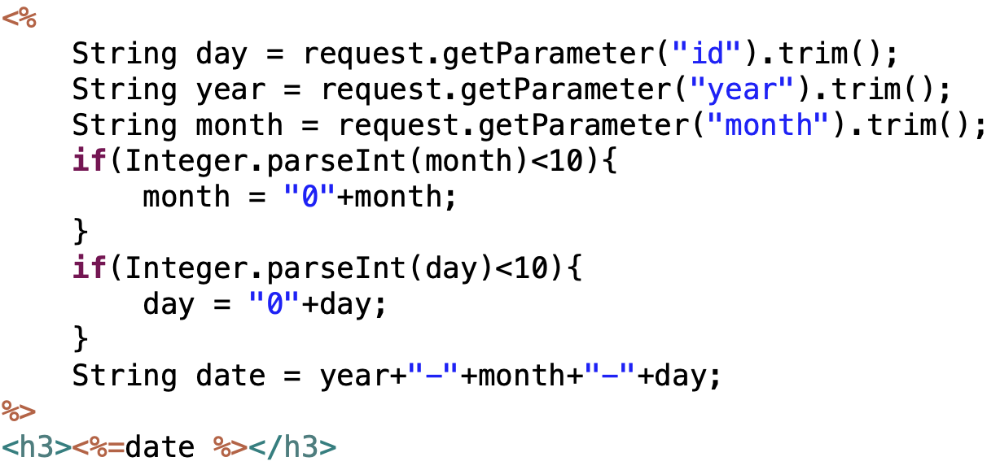 <%
    String day = request.getParameter("id").trim();
    String year = request.getParameter("year").trim();
    String month = request.getParameter("month").trim();
    if(Integer.parseInt(month)<10){
        month = "0"+month;
    }
    if(Integer.parseInt(day)<10){
        day = "0"+day;
    }
    String date = year+"-"+month+"-"+day;
%>
<h3><%=date %></h3>